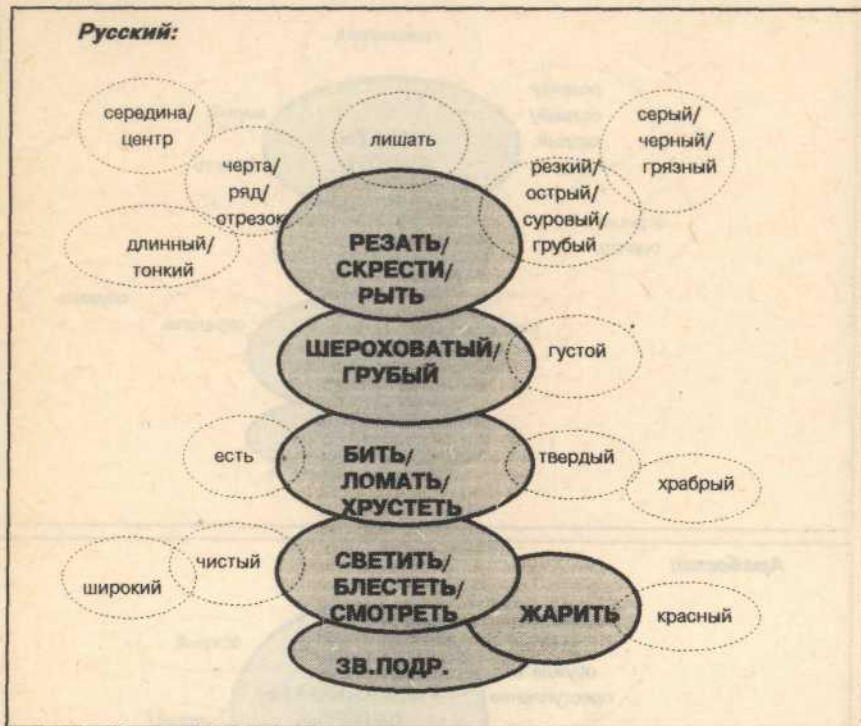 Русский:
середина/
центр
черта/
ряд/
отрезок
длинный/
тонкий
лишать
серый/
черный/
грязный
резкий/
острый/
суровый/
грубый
РЕЗАТЬ/
СКРЕСТИ/
РЫТЬ
ШЕРОХОВАТЫЙ/
ГРУБЫЙ
густой
есть
БИТЬ/
ЛОМАТЬ/
ХРУСТЕТЬ
твердый
храбрый
широкий
чистый
СВЕТИТЬ/
БЛЕСТЕТЬ/
СМОТРЕТЬ
ЖАРИТЬ
красный
ЗВ.ПОДР.